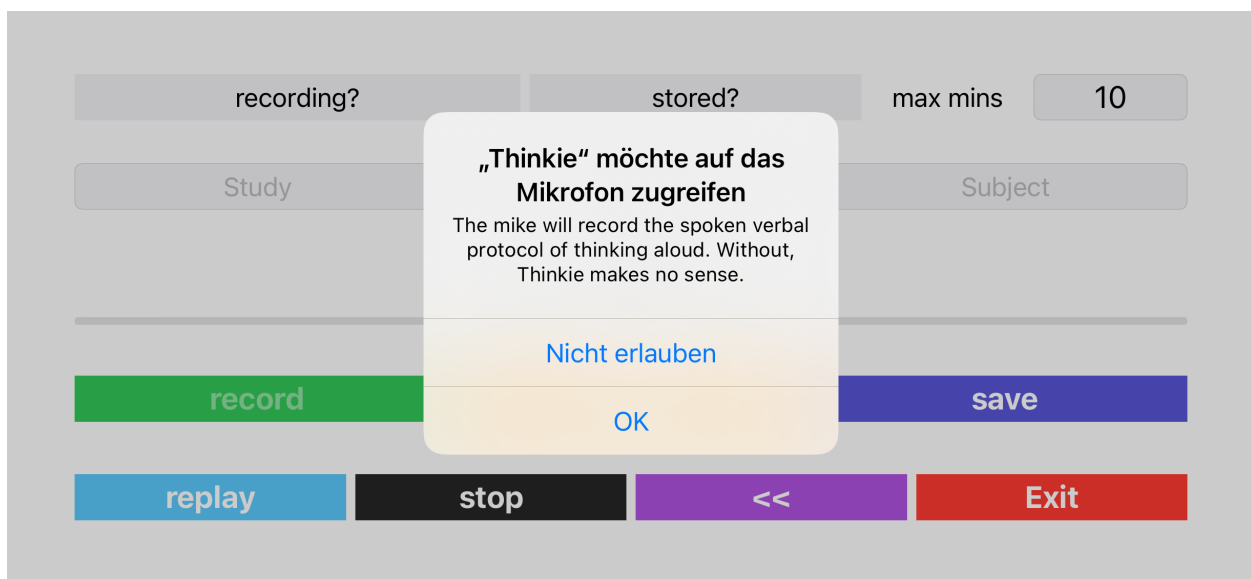 recording? stored? max mins 10
„Thinkie“ möchte auf das
Mikrofon zugreifen
The mike will record the spoken verbal
protocol of thinking aloud. Without,
Thinkie makes no sense.
Study Subject
Nicht erlauben
OK
record save
replay stop << Exit